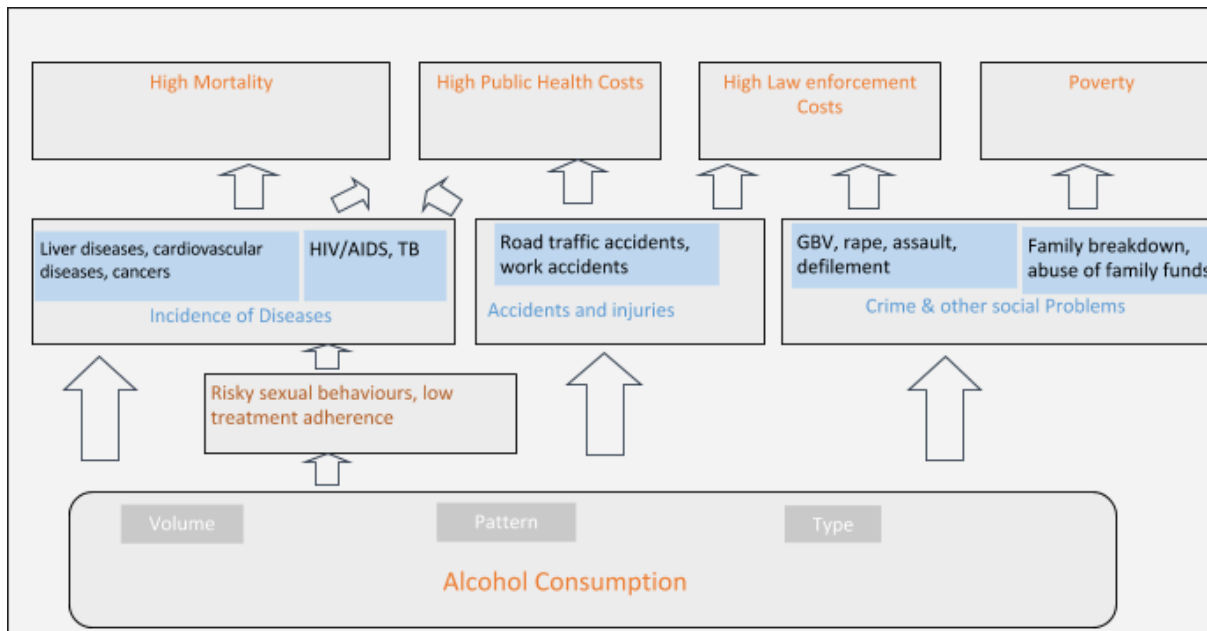 High Mortality
High Public Health Costs
High Law enforcement
Costs
Poverty
Liver diseases, cardiovascular
diseases, cancers
HIV/AIDS, TB
Incidence of Diseases
Road traffic accidents,
work accidents
Accidents and injuries
GBV, rape, assault,
defilement
Family breakdown,
abuse of family funds
Crime & other social Problems
Risky sexual behaviours, low
treatment adherence
Volume
Pattern
Type
Alcohol Consumption